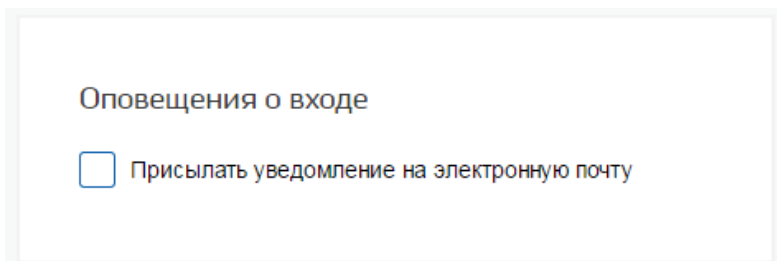 Оповещения о входе
Присылать уведомление на электронную почту